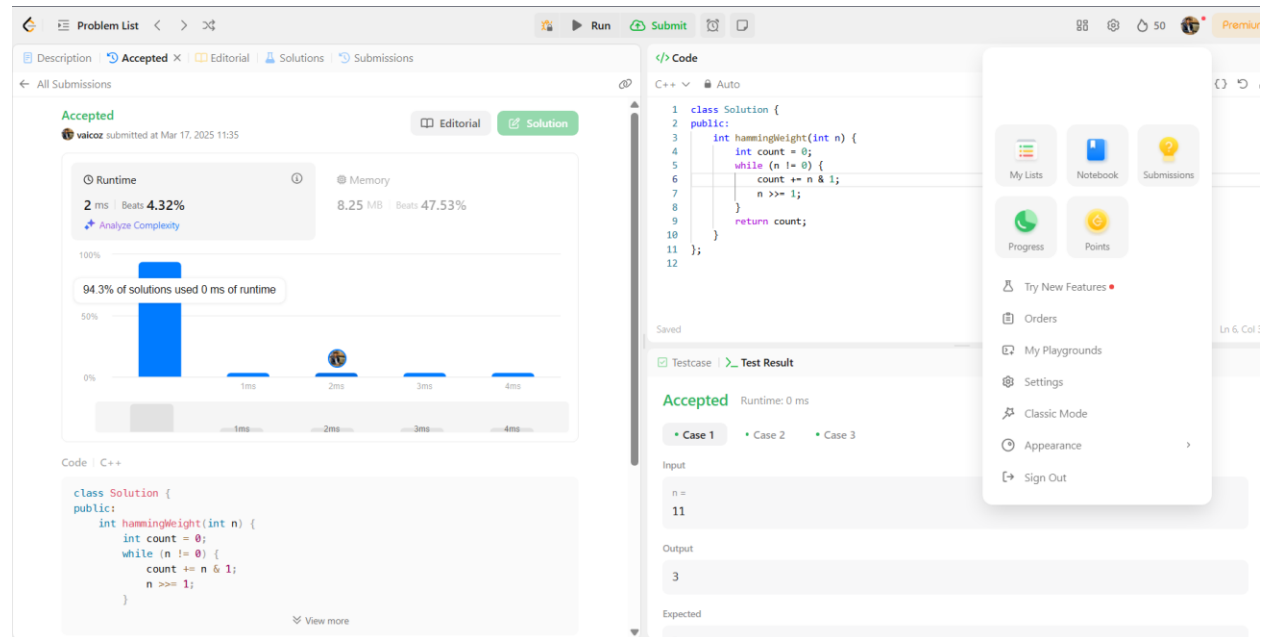 Problem List
Run
Submit
50
Premium
Description
Accepted
Editorial
Solutions
Submissions
All Submissions
Accepted
vaicoz submitted at Mar 17, 2025 11:35
Editorial
Solution
Runtime
2 ms Beats 4.32%
Analyze Complexity
Memory
8.25 MB Beats 47.53%
100%
94.3% of solutions used 0 ms of runtime
50%
0%
1ms
2ms
3ms
4ms
1ms
2ms
3ms
4ms
Code C++
class Solution {
public:
    int hammingWeight(int n) {
        int count = 0;
        while (n != 0) {
            count += n & 1;
            n >>= 1;
        }
View more
</> Code
C++ Auto
{}
1 class Solution {
2 public:
3     int hammingWeight(int n) {
4         int count = 0;
5         while (n != 0) {
6             count += n & 1;
7             n >>= 1;
8         }
9         return count;
10     }
11 };
12
Saved
Ln 6, Col
Testcase
>_ Test Result
Accepted Runtime: 0 ms
• Case 1
• Case 2
• Case 3
Input
n =
11
Output
3
Expected
My Lists
Notebook
Submissions
Progress
Points
Try New Features
Orders
My Playgrounds
Settings
Classic Mode
Appearance
Sign Out